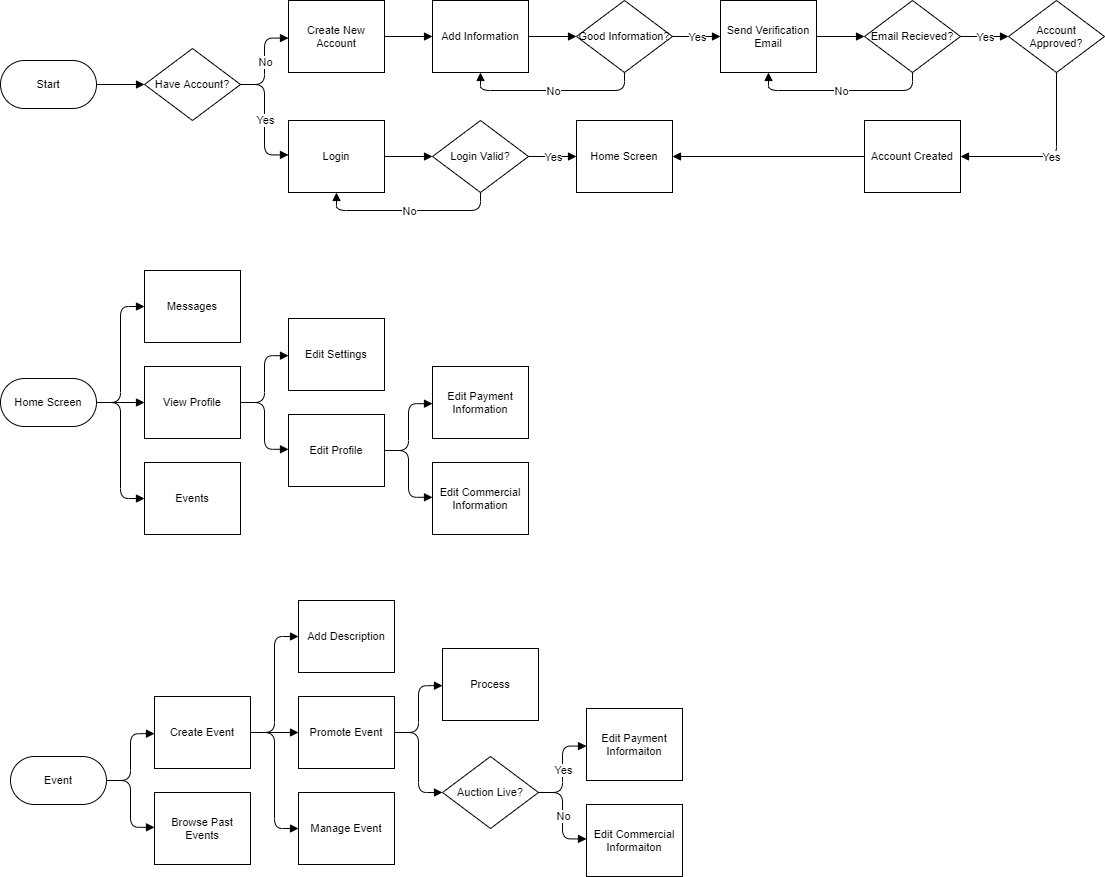 Start
Have Account?
No
Yes
Create New
Account
Add Information
Good Information?
No
Yes
Send Verification
Email
Email Recieved?
No
Yes
Account
Approved?
Yes
Login
Login Valid?
No
Yes
Home Screen
Account Created
Home Screen
Messages
View Profile
Events
Edit Settings
Edit Profile
Edit Payment
Information
Edit Commercial
Information
Event
Create Event
Browse Past
Events
Add Description
Promote Event
Manage Event
Process
Auction Live?
Yes
No
Edit Payment
Informaiton
Edit Commercial
Informaiton